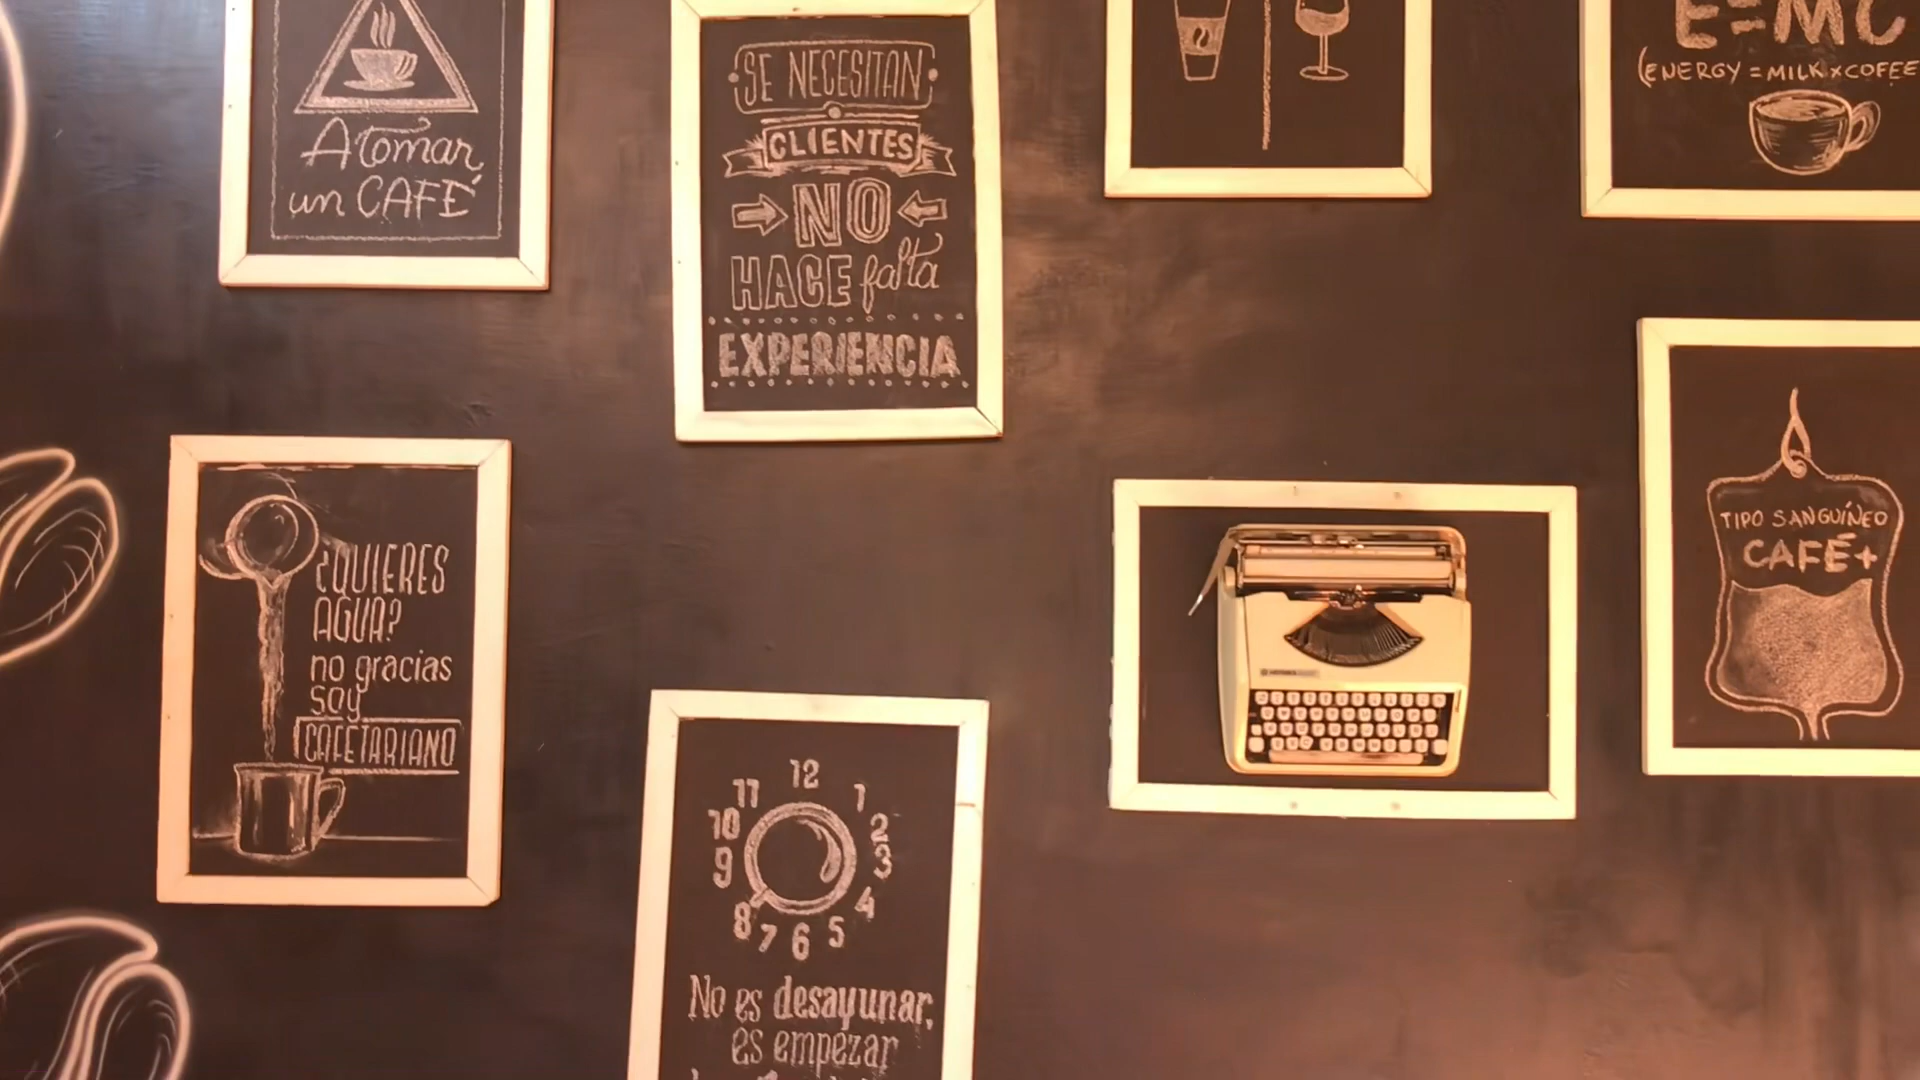 A tomar
un CAFÉ
SE NECESITAN
CLIENTES
NO
HACE falta
EXPERIENCIA
E=MC
(ENERGY = MILK x COFEE
¿QUIERES
AGUA?
no gracias
soy
CAFETARIANO
TIPO SANGUÍNEO
CAFÉ+
12
11
1
10
2
9
3
8
4
7
6
5
No es desayunar,
es empezar